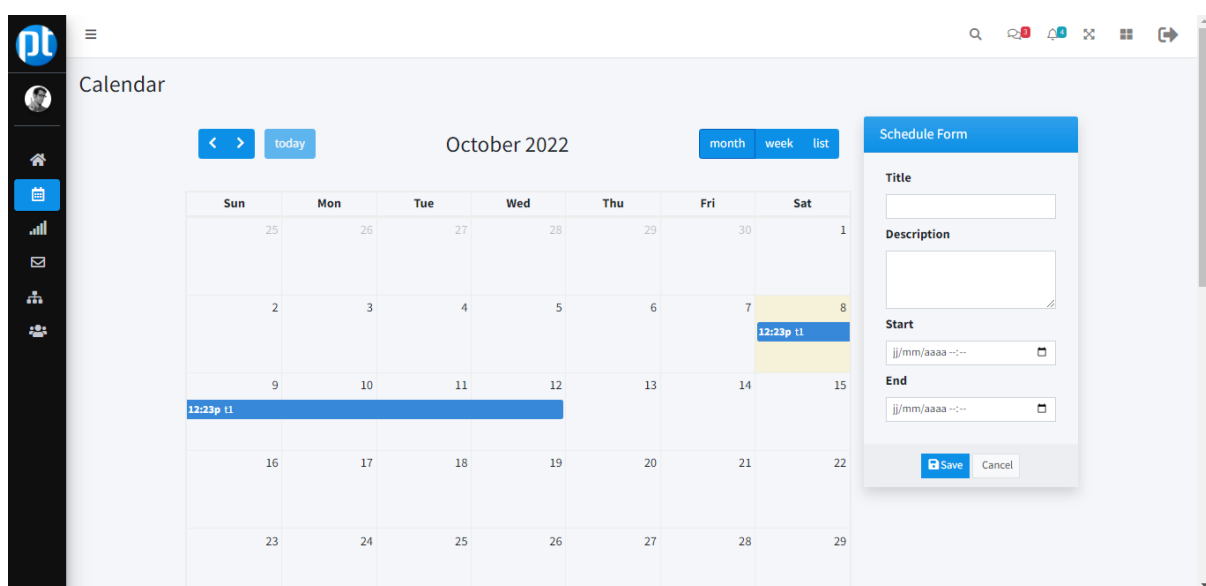 pt
3
4
Calendar
today
October 2022
month week list
Sun Mon Tue Wed Thu Fri Sat
25 26 27 28 29 30 1
2 3 4 5 6 7 8
12:23p t1
9 10 11 12 13 14 15
12:23p t1
16 17 18 19 20 21 22
23 24 25 26 27 28 29
Schedule Form
Title
Description
Start
jj/mm/aaaa --:--
End
jj/mm/aaaa --:--
Save Cancel